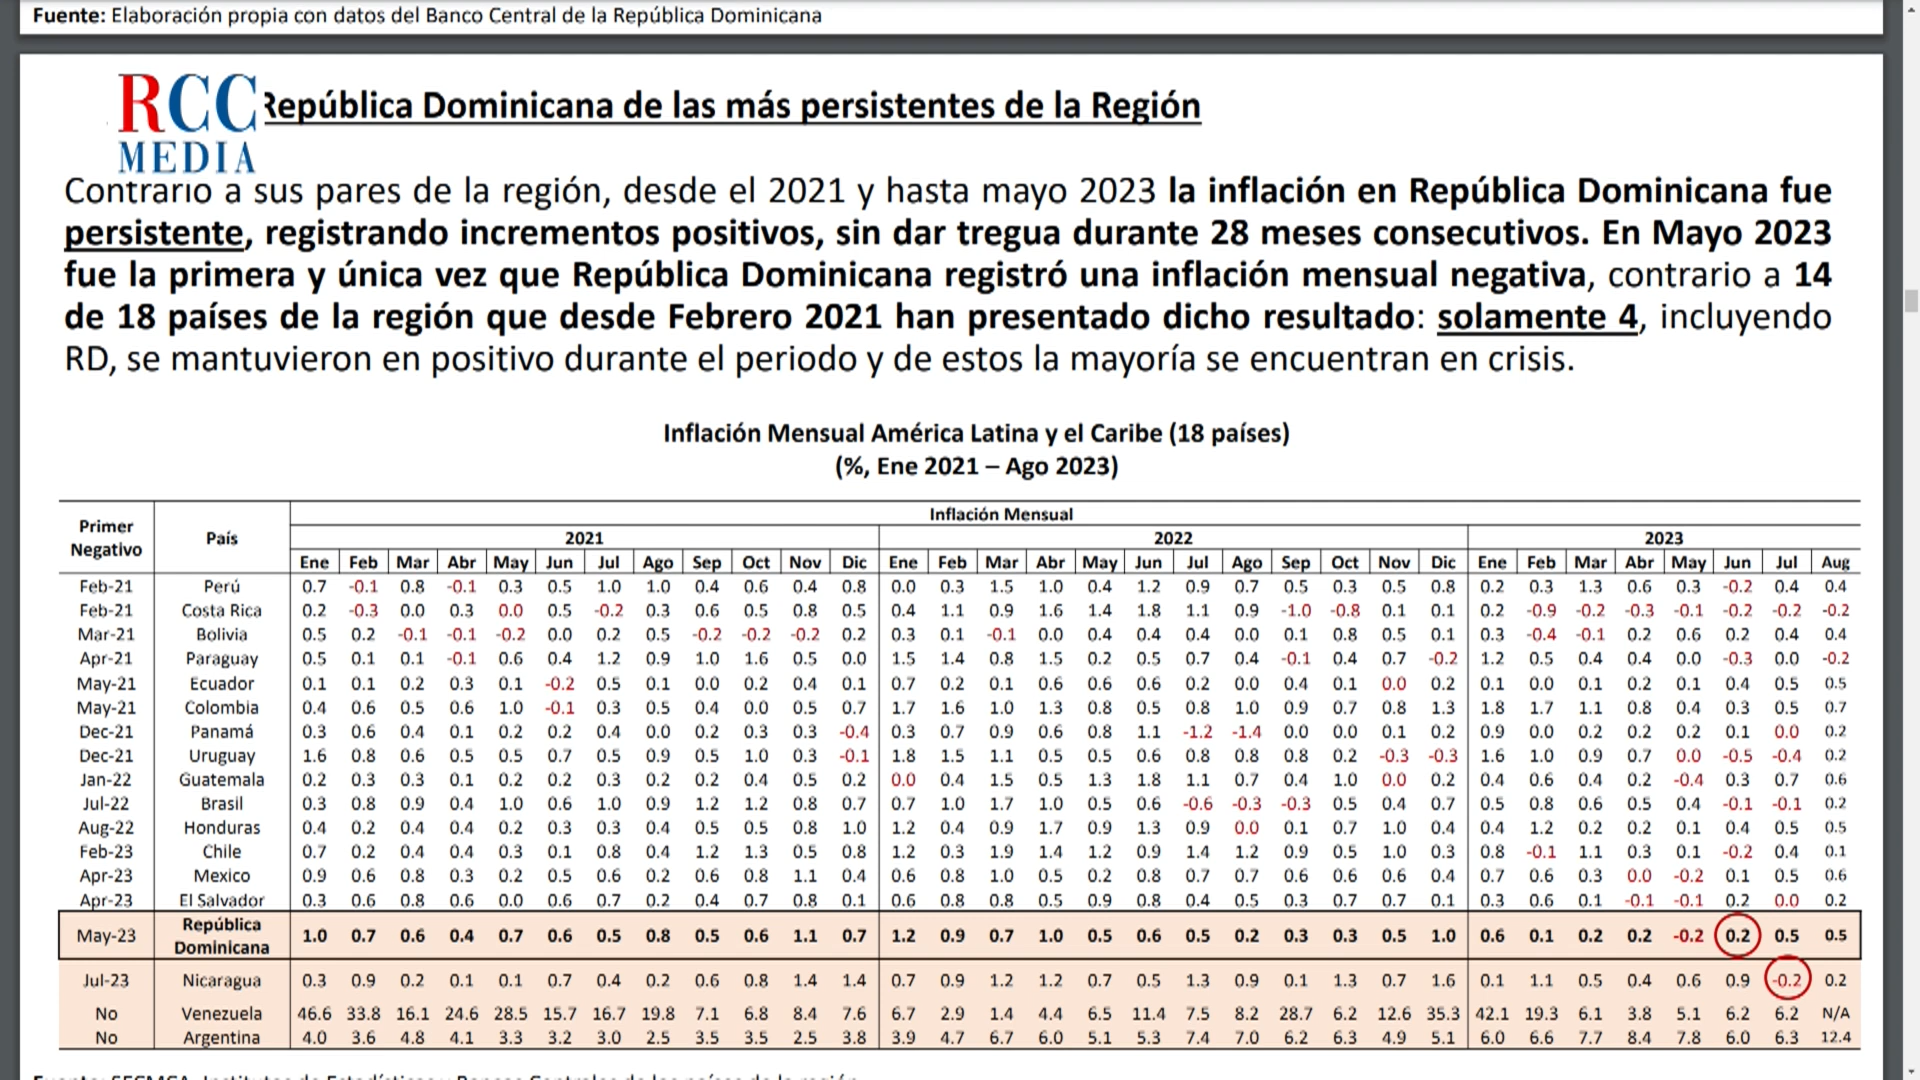 Fuente: Elaboración propia con datos del Banco Central de la República Dominicana
RCC
MEDIA
República Dominicana de las más persistentes de la Región
Contrario a sus pares de la región, desde el 2021 y hasta mayo 2023 la inflación en República Dominicana fue
persistente, registrando incrementos positivos, sin dar tregua durante 28 meses consecutivos. En Mayo 2023
fue la primera y única vez que República Dominicana registró una inflación mensual negativa, contrario a 14
de 18 países de la región que desde Febrero 2021 han presentado dicho resultado: solamente 4, incluyendo
RD, se mantuvieron en positivo durante el periodo y de estos la mayoría se encuentran en crisis.
Inflación Mensual América Latina y el Caribe (18 países)
(%, Ene 2021 – Ago 2023)
Primer Negativo País Inflación Mensual
2021 2022 2023
Ene Feb Mar Abr May Jun Jul Ago Sep Oct Nov Dic Ene Feb Mar Abr May Jun Jul Ago Sep Oct Nov Dic Ene Feb Mar Abr May Jun Jul Aug
Feb-21 Perú 0.7 -0.1 0.8 -0.1 0.3 0.5 1.0 1.0 0.4 0.6 0.4 0.8 0.0 0.3 1.5 1.0 0.4 1.2 0.9 0.7 0.5 0.3 0.5 0.8 0.2 0.3 1.3 0.6 0.3 -0.2 0.4 0.4
Feb-21 Costa Rica 0.2 -0.3 0.0 0.3 0.0 0.5 -0.2 0.3 0.6 0.5 0.8 0.5 0.4 1.1 0.9 1.6 1.4 1.8 1.1 0.9 -1.0 -0.8 0.1 0.1 0.2 -0.9 -0.2 -0.3 -0.1 -0.2 -0.2 -0.2
Mar-21 Bolivia 0.5 0.2 -0.1 -0.1 -0.2 0.0 0.2 0.5 -0.2 -0.2 -0.2 0.2 0.3 0.1 -0.1 0.0 0.4 0.4 0.4 0.0 0.1 0.8 0.5 0.1 0.3 -0.4 -0.1 0.2 0.6 0.2 0.4 0.4
Apr-21 Paraguay 0.5 0.1 0.1 -0.1 0.6 0.4 1.2 0.9 1.0 1.6 0.5 0.0 1.5 1.4 0.8 1.5 0.2 0.5 0.7 0.4 -0.1 0.4 0.7 -0.2 1.2 0.5 0.4 0.4 0.0 -0.3 0.0 -0.2
May-21 Ecuador 0.1 0.1 0.2 0.3 0.1 -0.2 0.5 0.1 0.0 0.2 0.4 0.1 0.7 0.2 0.1 0.6 0.6 0.6 0.2 0.0 0.4 0.1 0.0 0.2 0.1 0.0 0.1 0.2 0.1 0.4 0.5 0.5
May-21 Colombia 0.4 0.6 0.5 0.6 1.0 -0.1 0.3 0.5 0.4 0.0 0.5 0.7 1.7 1.6 1.0 1.3 0.8 0.5 0.8 1.0 0.9 0.7 0.8 1.3 1.8 1.7 1.1 0.8 0.4 0.3 0.5 0.7
Dec-21 Panamá 0.3 0.6 0.4 0.1 0.2 0.2 0.4 0.0 0.2 0.3 0.3 -0.4 0.3 0.7 0.9 0.6 0.8 1.1 -1.2 -1.4 0.0 0.0 0.1 0.2 0.9 0.0 0.2 0.2 0.2 0.1 0.0 0.2
Dec-21 Uruguay 1.6 0.8 0.6 0.5 0.5 0.7 0.5 0.9 0.5 1.0 0.3 -0.1 1.8 1.5 1.1 0.5 0.5 0.6 0.8 0.8 0.8 0.2 -0.3 -0.3 1.6 1.0 0.9 0.7 0.0 -0.5 -0.4 0.2
Jan-22 Guatemala 0.2 0.3 0.3 0.1 0.2 0.2 0.3 0.2 0.2 0.4 0.5 0.2 0.0 0.4 1.5 0.5 1.3 1.8 1.1 0.7 0.4 1.0 0.0 0.2 0.4 0.6 0.4 0.2 -0.4 0.3 0.7 0.6
Jul-22 Brasil 0.3 0.8 0.9 0.4 1.0 0.6 1.0 0.9 1.2 1.2 0.8 0.7 0.7 1.0 1.7 1.0 0.5 0.6 -0.6 -0.3 -0.3 0.5 0.4 0.7 0.5 0.8 0.6 0.5 0.4 -0.1 -0.1 0.2
Aug-22 Honduras 0.4 0.2 0.4 0.4 0.2 0.3 0.3 0.4 0.5 0.5 0.8 1.0 1.2 0.4 0.9 1.7 0.9 1.3 0.9 0.0 0.1 0.7 1.0 0.4 0.4 1.2 0.2 0.2 0.1 0.4 0.5 0.5
Feb-23 Chile 0.7 0.2 0.4 0.4 0.3 0.1 0.8 0.4 1.2 1.3 0.5 0.8 1.2 0.3 1.9 1.4 1.2 0.9 1.4 1.2 0.9 0.5 1.0 0.3 0.8 -0.1 1.1 0.3 0.1 -0.2 0.4 0.1
Apr-23 Mexico 0.9 0.6 0.8 0.3 0.2 0.5 0.6 0.2 0.6 0.8 1.1 0.4 0.6 0.8 1.0 0.5 0.2 0.8 0.7 0.7 0.6 0.6 0.6 0.4 0.7 0.6 0.3 0.0 -0.2 0.1 0.5 0.6
Apr-23 El Salvador 0.3 0.6 0.8 0.6 0.0 0.6 0.7 0.2 0.4 0.7 0.8 0.1 0.6 0.8 0.8 0.5 0.9 0.8 0.4 0.5 0.3 0.7 0.7 0.1 0.3 0.6 0.1 -0.1 -0.1 0.2 0.0 0.2
May-23 República Dominicana 1.0 0.7 0.6 0.4 0.7 0.6 0.5 0.8 0.5 0.6 1.1 0.7 1.2 0.9 0.7 1.0 0.5 0.6 0.5 0.2 0.3 0.3 0.5 1.0 0.6 0.1 0.2 0.2 -0.2 0.2 0.5 0.5
Jul-23 Nicaragua 0.3 0.9 0.2 0.1 0.1 0.7 0.4 0.2 0.6 0.8 1.4 1.4 0.7 0.9 1.2 1.2 0.7 0.5 1.3 0.9 0.1 1.3 0.7 1.6 0.1 1.1 0.5 0.4 0.6 0.9 -0.2 0.2
No Venezuela 46.6 33.8 16.1 24.6 28.5 15.7 16.7 19.8 7.1 6.8 8.4 7.6 6.7 2.9 1.4 4.4 6.5 11.4 7.5 8.2 28.7 6.2 12.6 35.3 42.1 19.3 6.1 3.8 5.1 6.2 6.2 N/A
No Argentina 4.0 3.6 4.8 4.1 3.3 3.2 3.0 2.5 3.5 3.5 2.5 3.8 3.9 4.7 6.7 6.0 5.1 5.3 7.4 7.0 6.2 6.3 4.9 5.1 6.0 6.6 7.7 8.4 7.8 6.0 6.3 12.4